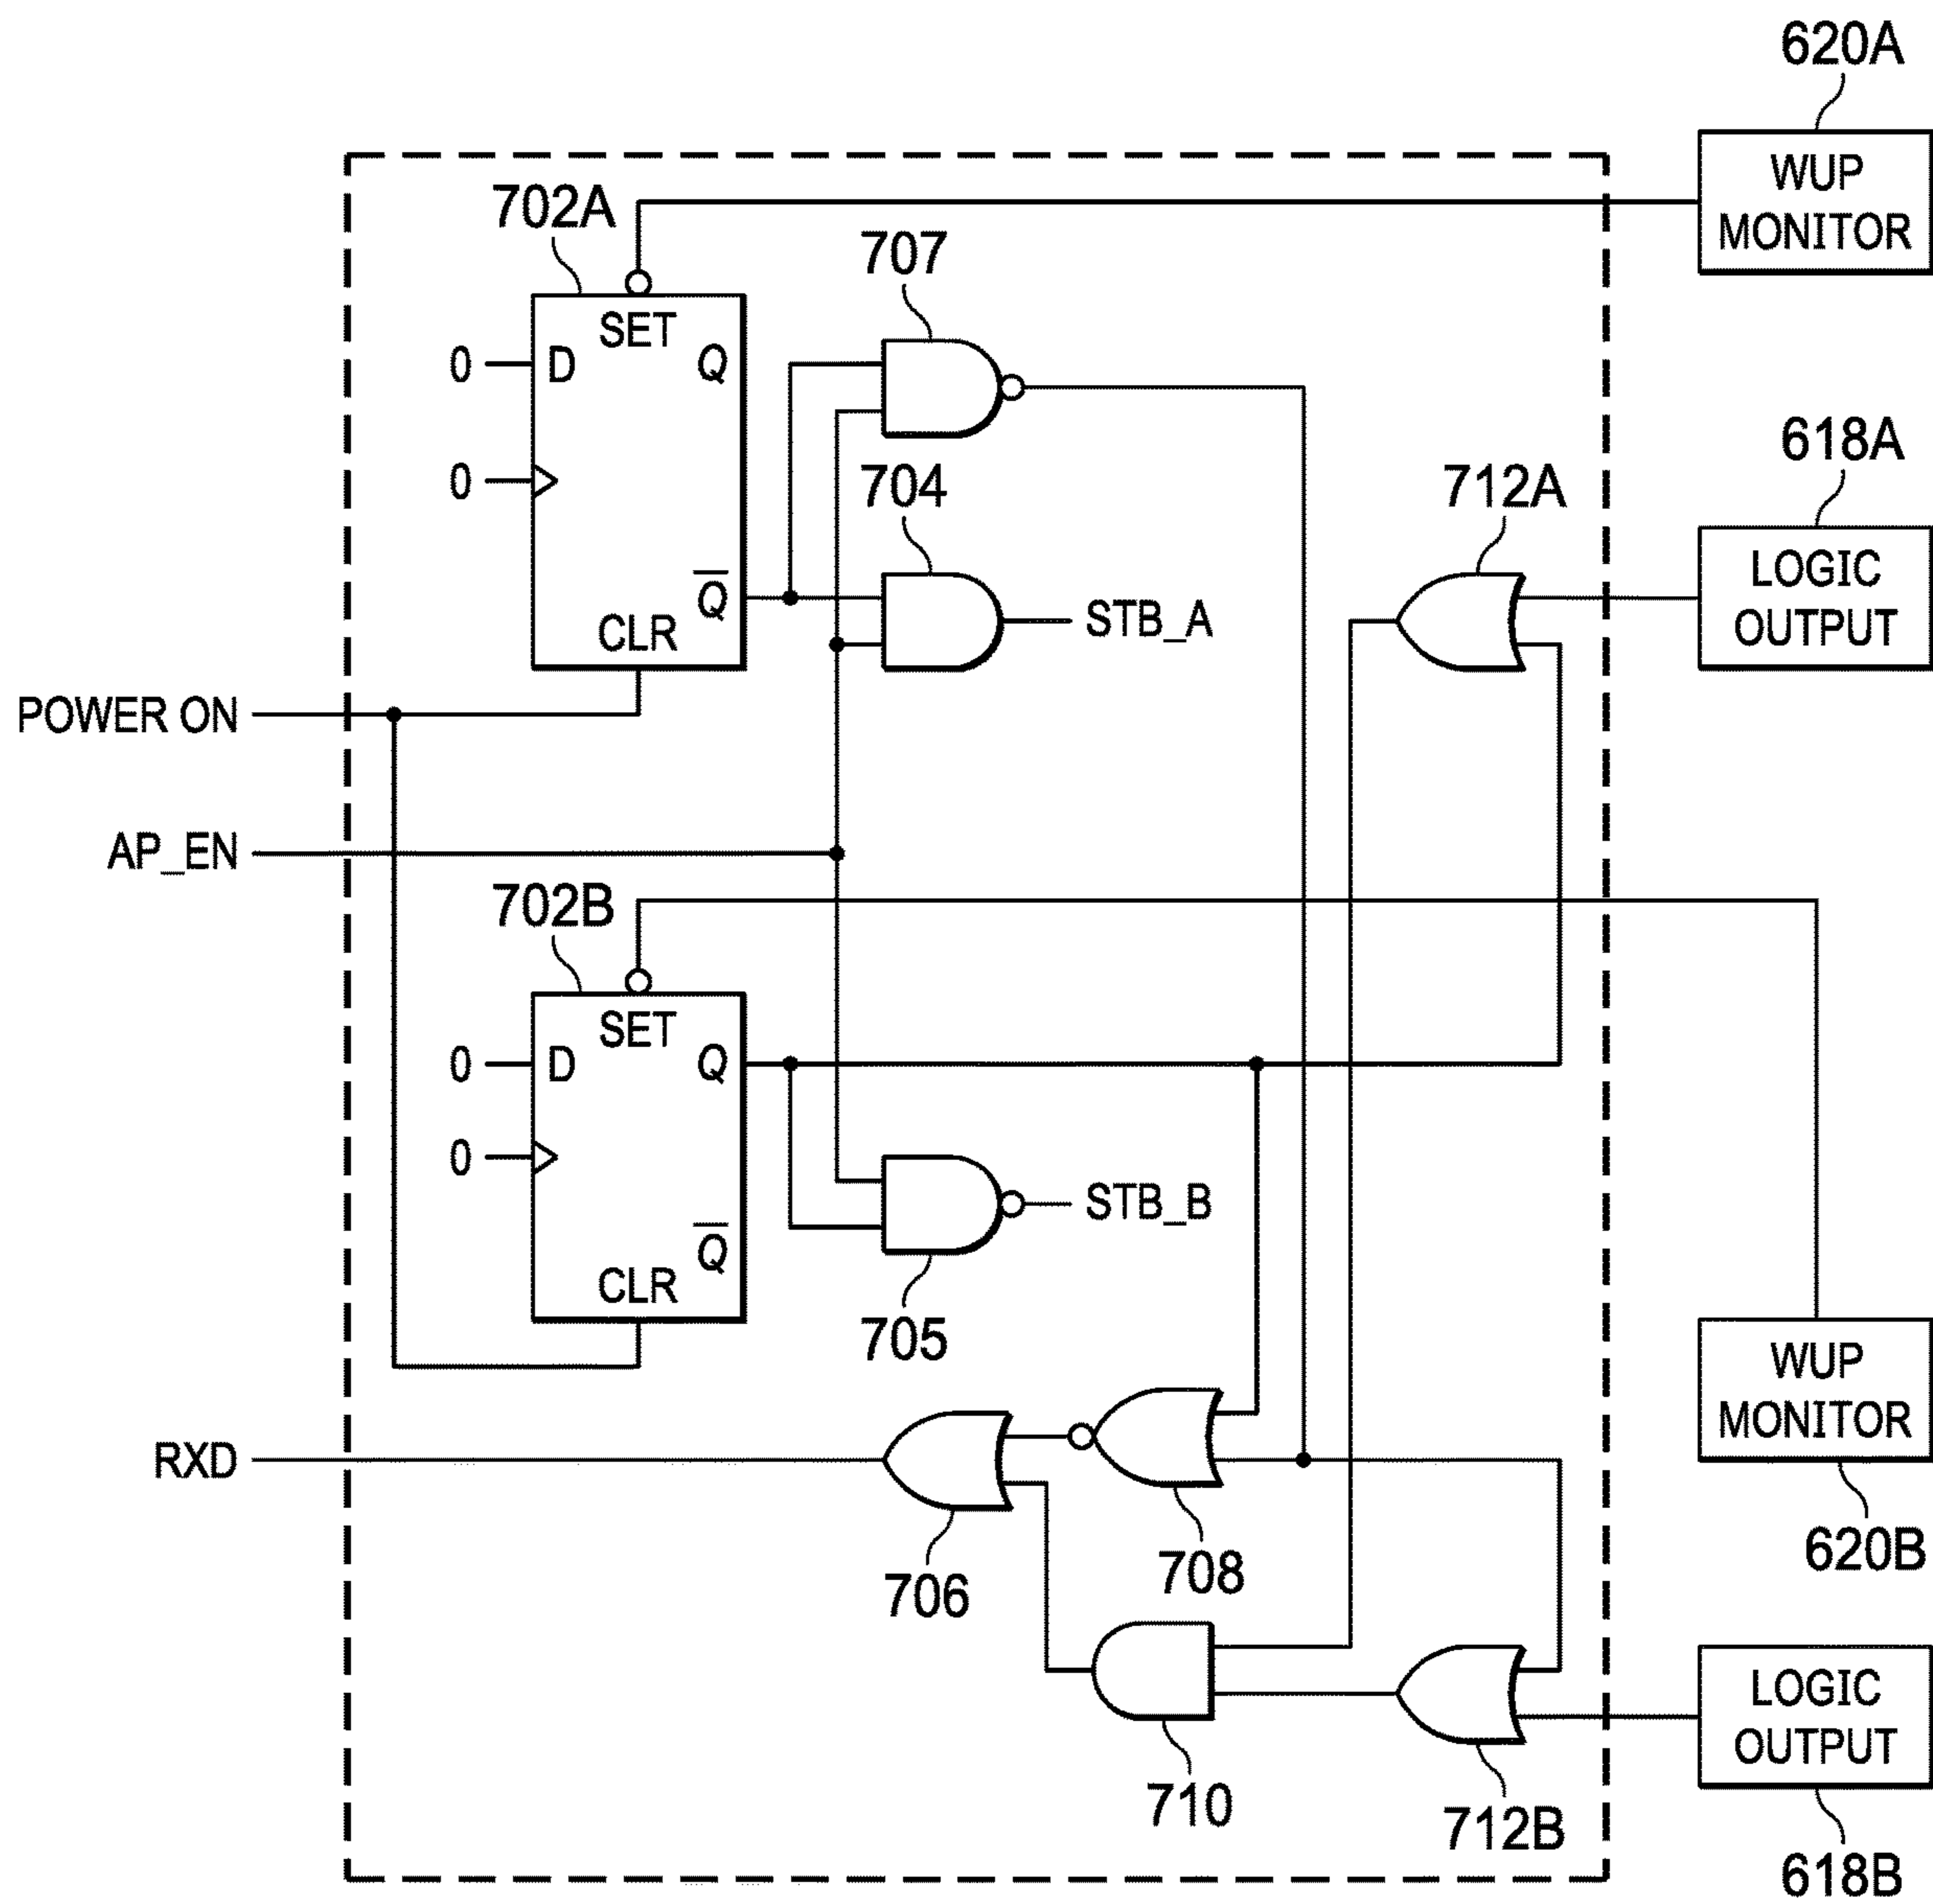 620A
WUP
MONITOR
702A
707
SET
0
D
Q
618A
704
712A
0
LOGIC
OUTPUT
Q
STB_A
CLR
POWER ON
AP_EN
702B
SET
0
D
Q
0
STB_B
Q
CLR
705
WUP
MONITOR
RXD
620B
708
706
LOGIC
OUTPUT
710
712B
618B